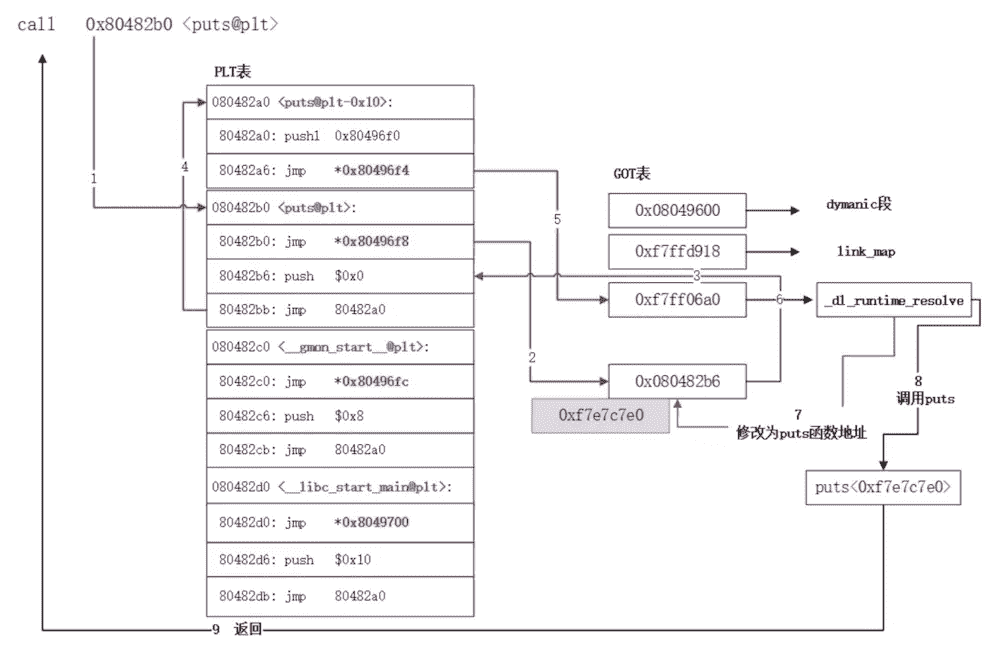 call 0x80482b0 <puts@plt>
PLT表
080482a0 <puts@plt-0x10>:
80482a0: pushl 0x80496f0
80482a6: jmp *0x80496f4
080482b0 <puts@plt>:
80482b0: jmp *0x80496f8
80482b6: push $0x0
80482bb: jmp 80482a0
080482c0 <__gmon_start__@plt>:
80482c0: jmp *0x80496fc
80482c6: push $0x8
80482cb: jmp 80482a0
080482d0 <__libc_start_main@plt>:
80482d0: jmp *0x8049700
80482d6: push $0x10
80482db: jmp 80482a0
1
4
5
2
GOT表
0x08049600
dymanic段
0xf7ffd918
link_map
3
0xf7ff06a0
6
_dl_runtime_resolve
0x080482b6
0xf7e7c7e0
7
修改为puts函数地址
8
调用puts
puts<0xf7e7c7e0>
9 返回